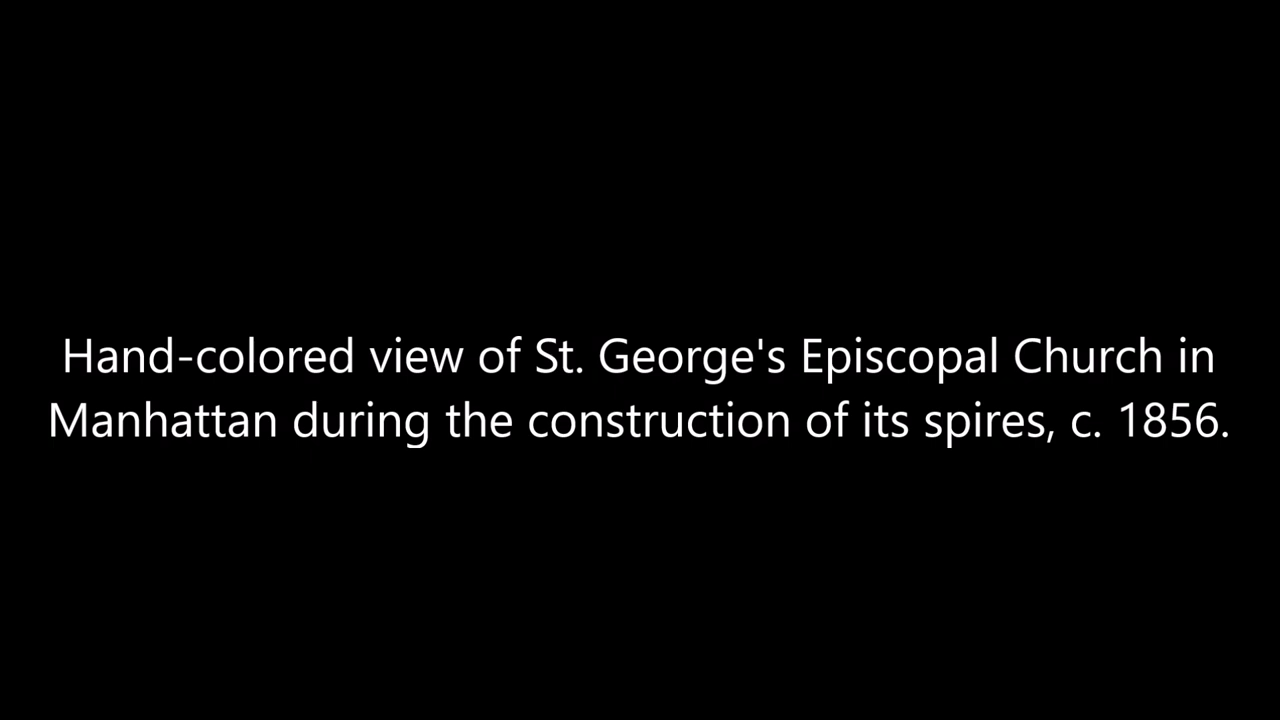 Hand-colored view of St. George's Episcopal Church in
Manhattan during the construction of its spires, c. 1856.